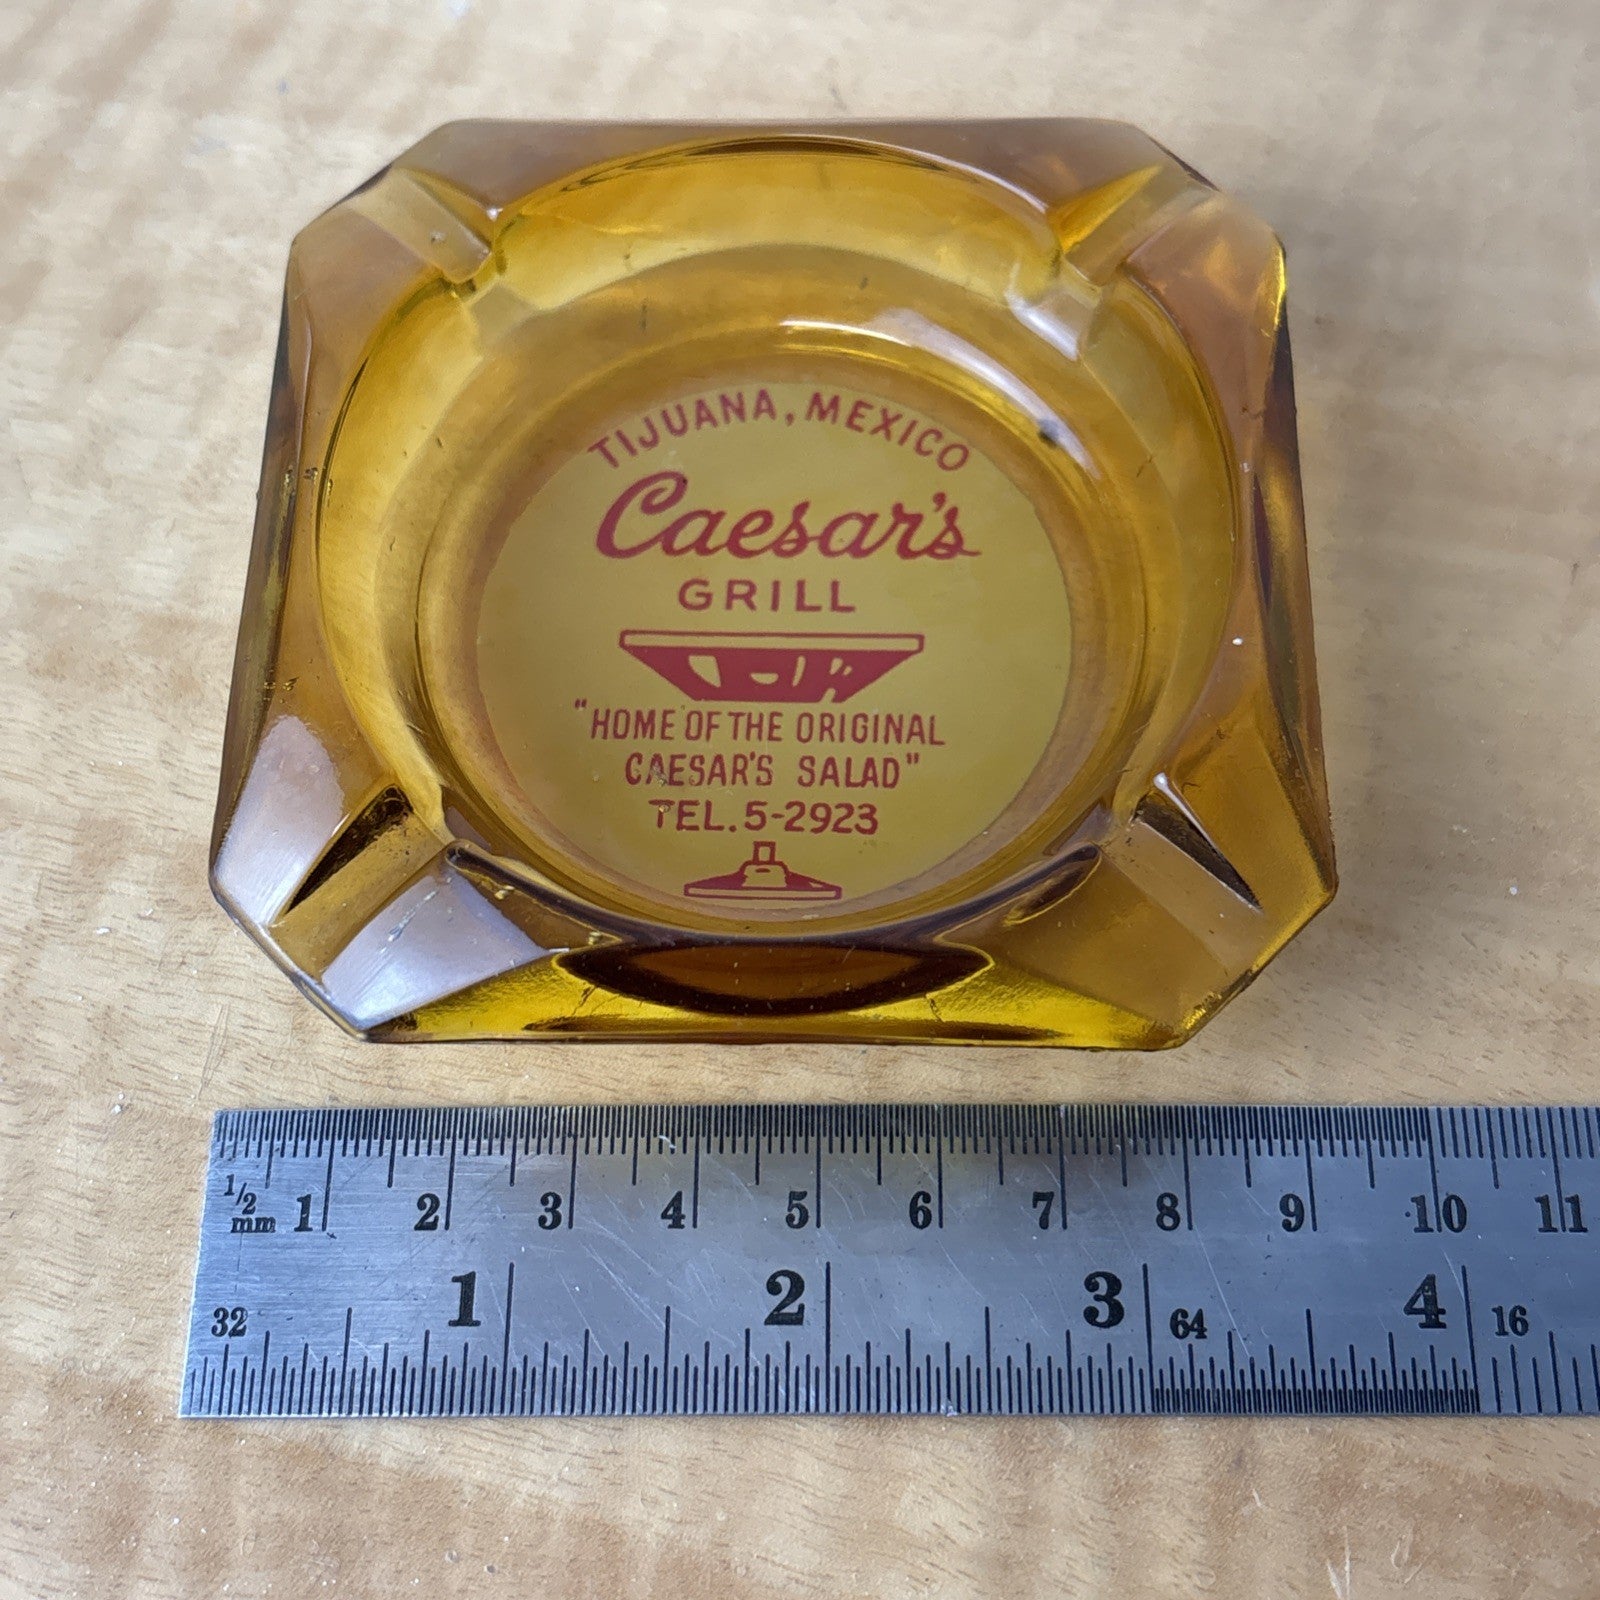 TIJUANA, MEXICO
Caesar's
GRILL
"HOME OF THE ORIGINAL
CAESAR'S SALAD"
TEL. 5-2923
1/2 mm 1 2 3 4 5 6 7 8 9 10 11
32 1 2 3 64 4 16